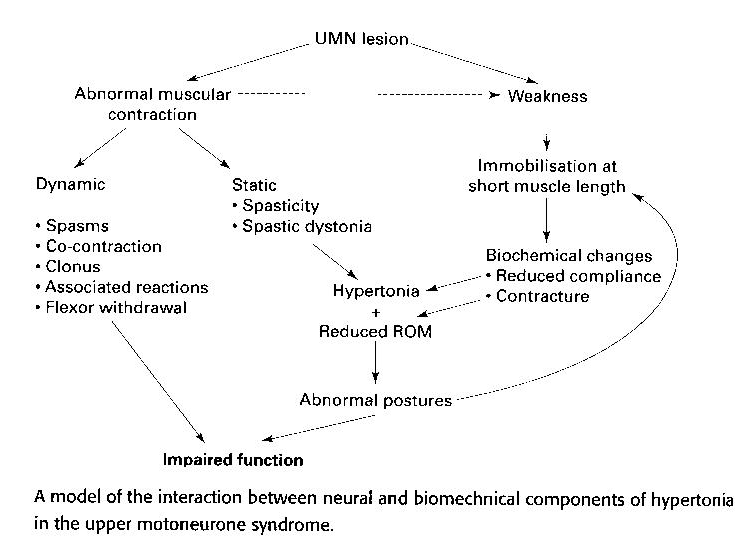 UMN lesion
Abnormal muscular
contraction
Weakness
Dynamic
• Spasms
• Co-contraction
• Clonus
• Associated reactions
• Flexor withdrawal
Static
• Spasticity
• Spastic dystonia
Immobilisation at
short muscle length
Biochemical changes
• Reduced compliance
• Contracture
Hypertonia
+
Reduced ROM
Abnormal postures
Impaired function
A model of the interaction between neural and biomechnical components of hypertonia
in the upper motoneurone syndrome.